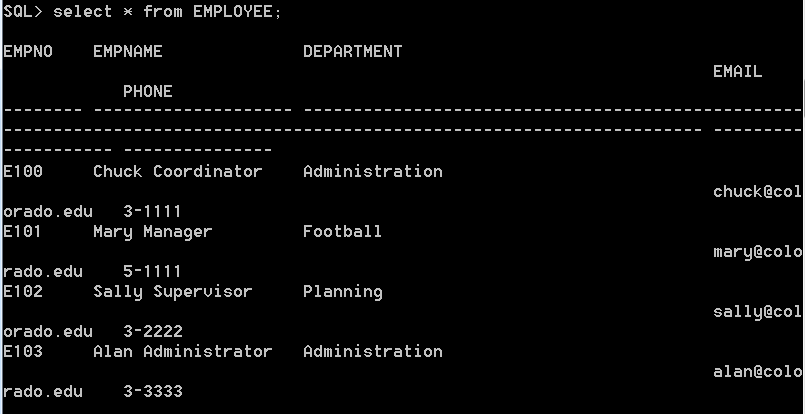 SQL> select * from EMPLOYEE;
EMPNO    EMPNAME              DEPARTMENT
                                                                       EMAIL
            PHONE
-------- -------------------- --------------------------------------------------
---------------------------------------------------------------------- ---------
----------- ---------------
E100     Chuck Coordinator    Administration
                                                                       chuck@col
orado.edu   3-1111
E101     Mary Manager         Football
                                                                       mary@colo
rado.edu    5-1111
E102     Sally Supervisor     Planning
                                                                       sally@col
orado.edu   3-2222
E103     Alan Administrator   Administration
                                                                       alan@colo
rado.edu    3-3333